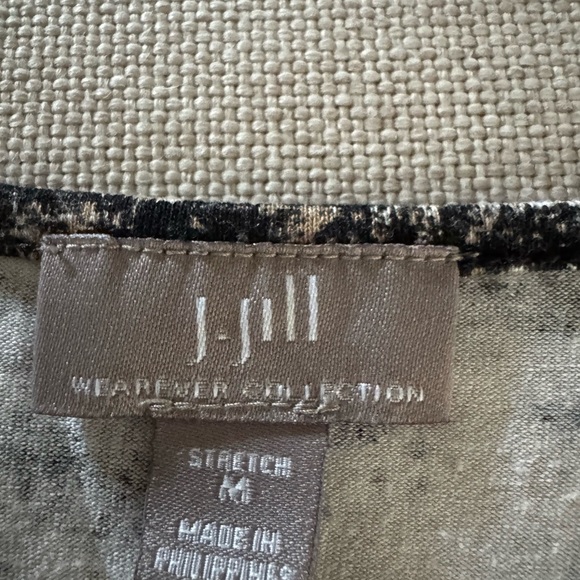 J.Jill
WEAREVER COLLECTION
STRETCH
M
MADE IN
PHILIPPINES